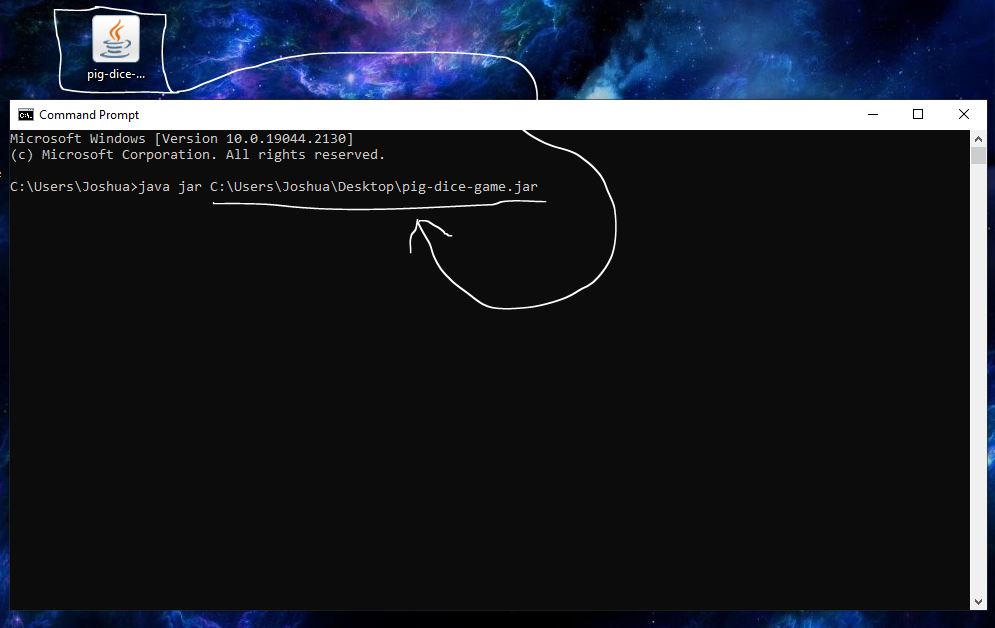 pig-dice-...
Command Prompt
Microsoft Windows [Version 10.0.19044.2130]
(c) Microsoft Corporation. All rights reserved.
C:\Users\Joshua>java jar C:\Users\Joshua\Desktop\pig-dice-game.jar